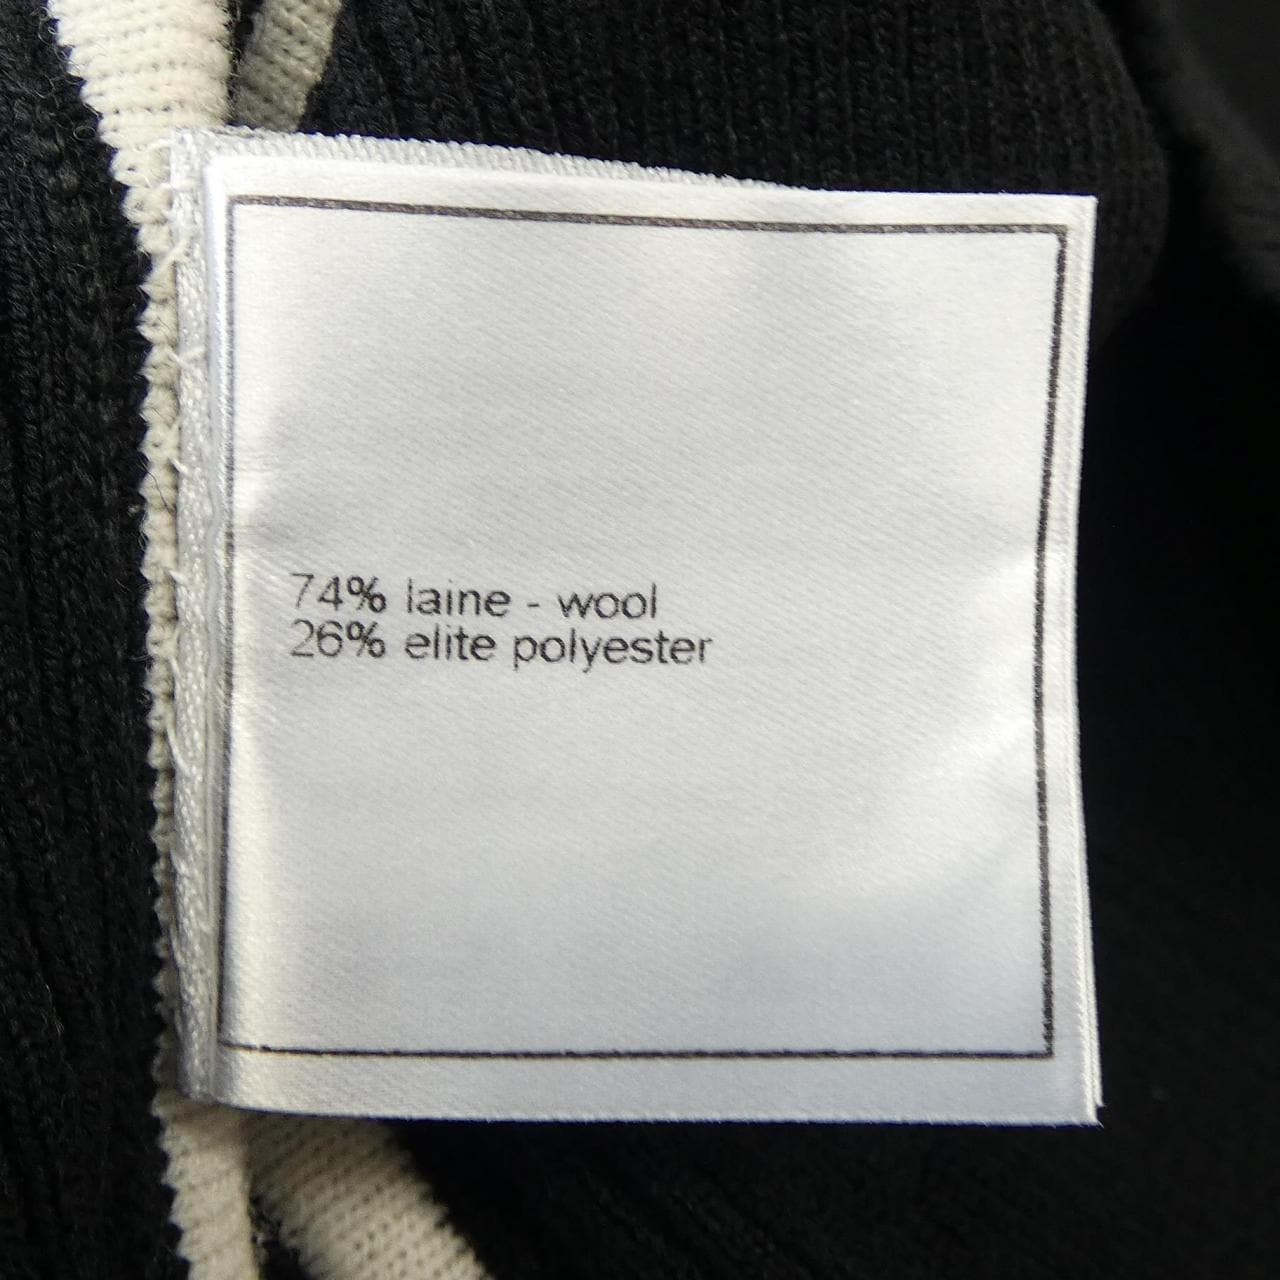 74% laine - wool
26% elite polyester